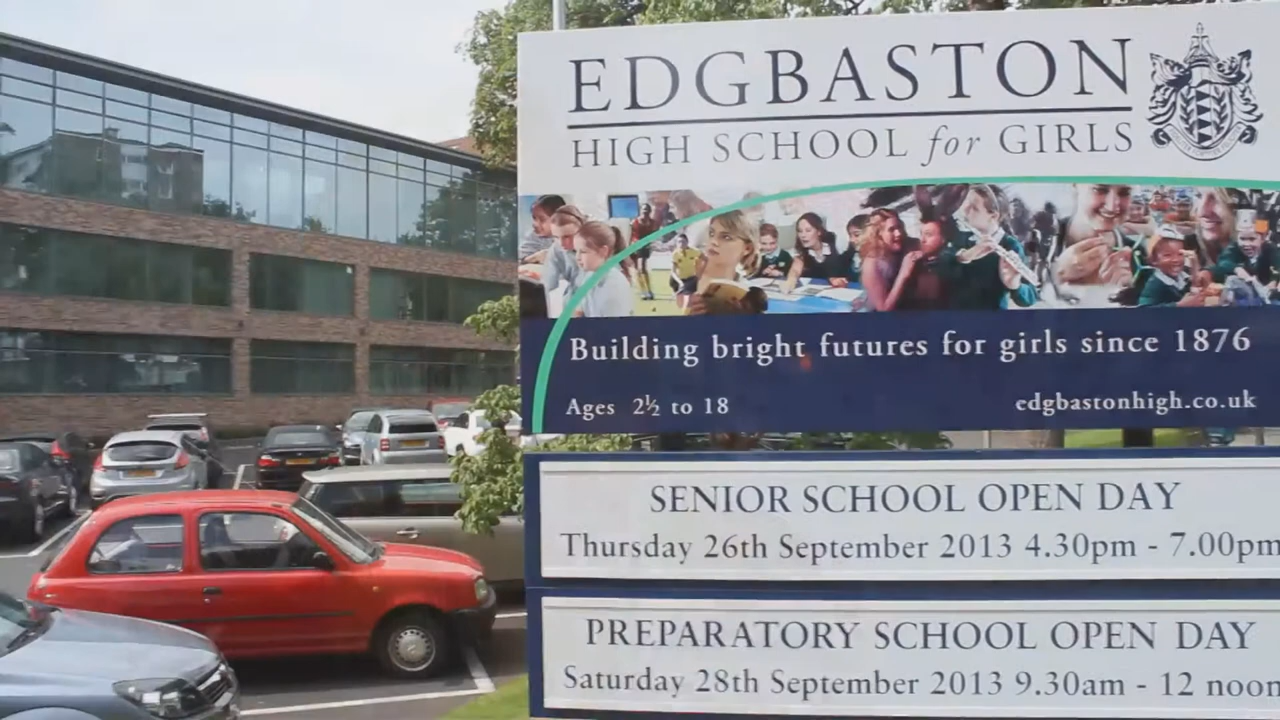 EDGBASTON
HIGH SCHOOL for GIRLS
Building bright futures for girls since 1876
Ages 2½ to 18
edgbastonhigh.co.uk
SENIOR SCHOOL OPEN DAY
Thursday 26th September 2013 4.30pm - 7.00pm
PREPARATORY SCHOOL OPEN DAY
Saturday 28th September 2013 9.30am - 12 noon